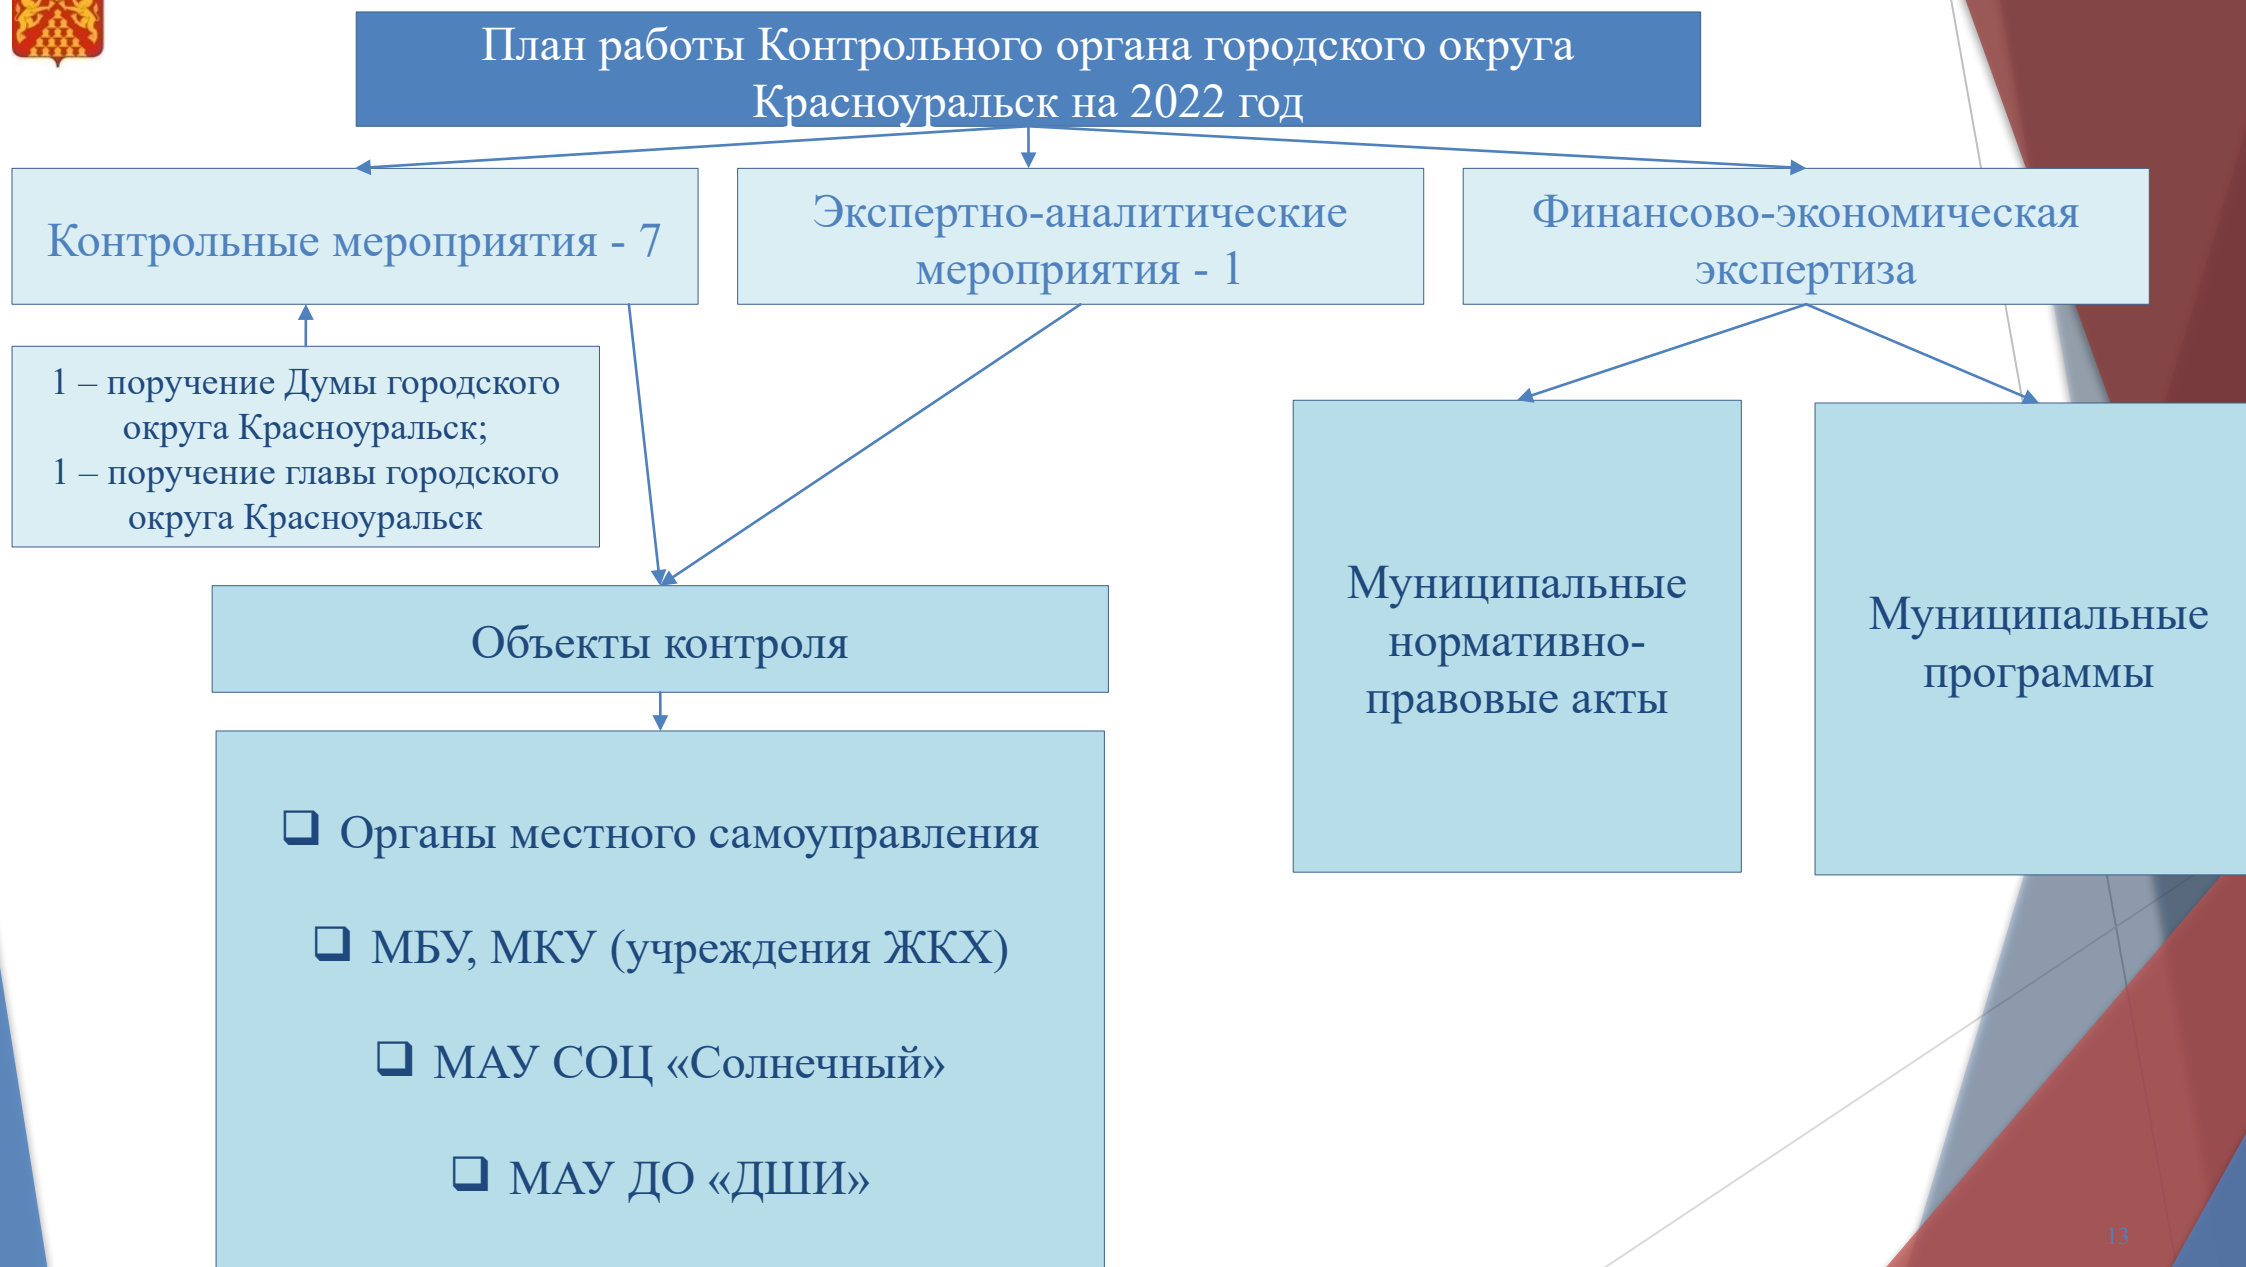 План работы Контрольного органа городского округа
Красноуральск на 2022 год
Контрольные мероприятия - 7
Экспертно-аналитические
мероприятия - 1
Финансово-экономическая
экспертиза
1 – поручение Думы городского
округа Красноуральск;
1 – поручение главы городского
округа Красноуральск
Объекты контроля
Органы местного самоуправления
МБУ, МКУ (учреждения ЖКХ)
МАУ СОЦ «Солнечный»
МАУ ДО «ДШИ»
Муниципальные
нормативно-
правовые акты
Муниципальные
программы
13